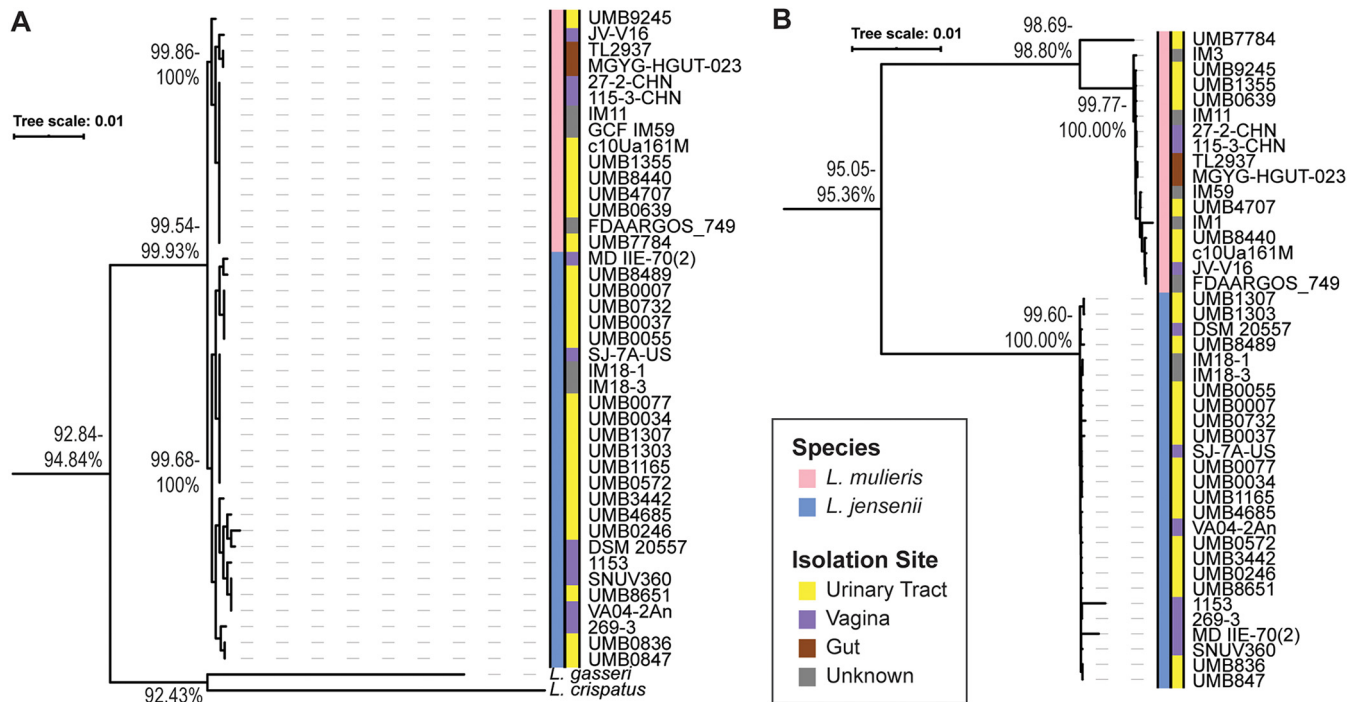 A
Tree scale: 0.01
99.86-
100%
99.54-
99.93%
92.84-
94.84%
99.68-
100%
92.43%
UMB9245
JV-V16
TL2937
MGYG-HGUT-023
27-2-CHN
115-3-CHN
IM11
GCF IM59
c10Ua161M
UMB1355
UMB8440
UMB4707
UMB0639
FDAARGOS_749
UMB7784
MD IIE-70(2)
UMB8489
UMB0007
UMB0732
UMB0037
UMB0055
SJ-7A-US
IM18-1
IM18-3
UMB0077
UMB0034
UMB1307
UMB1303
UMB1165
UMB0572
UMB3442
UMB4685
UMB0246
DSM 20557
1153
SNUV360
UMB8651
VA04-2An
269-3
UMB0836
UMB0847
L. gasseri
L. crispatus
B
Tree scale: 0.01
98.69-
98.80%
99.77-
100.00%
95.05-
95.36%
99.60-
100.00%
UMB7784
IM3
UMB9245
UMB1355
UMB0639
IM11
27-2-CHN
115-3-CHN
TL2937
MGYG-HGUT-023
IM59
UMB4707
IM1
UMB8440
c10Ua161M
JV-V16
FDAARGOS_749
UMB1307
UMB1303
DSM 20557
UMB8489
IM18-1
IM18-3
UMB0055
UMB0007
UMB0732
UMB0037
SJ-7A-US
UMB0077
UMB0034
UMB1165
UMB4685
VA04-2An
UMB0572
UMB3442
UMB0246
UMB8651
1153
269-3
MD IIE-70(2)
SNUV360
UMB836
UMB847
Species
L. mulieris
L. jensenii
Isolation Site
Urinary Tract
Vagina
Gut
Unknown